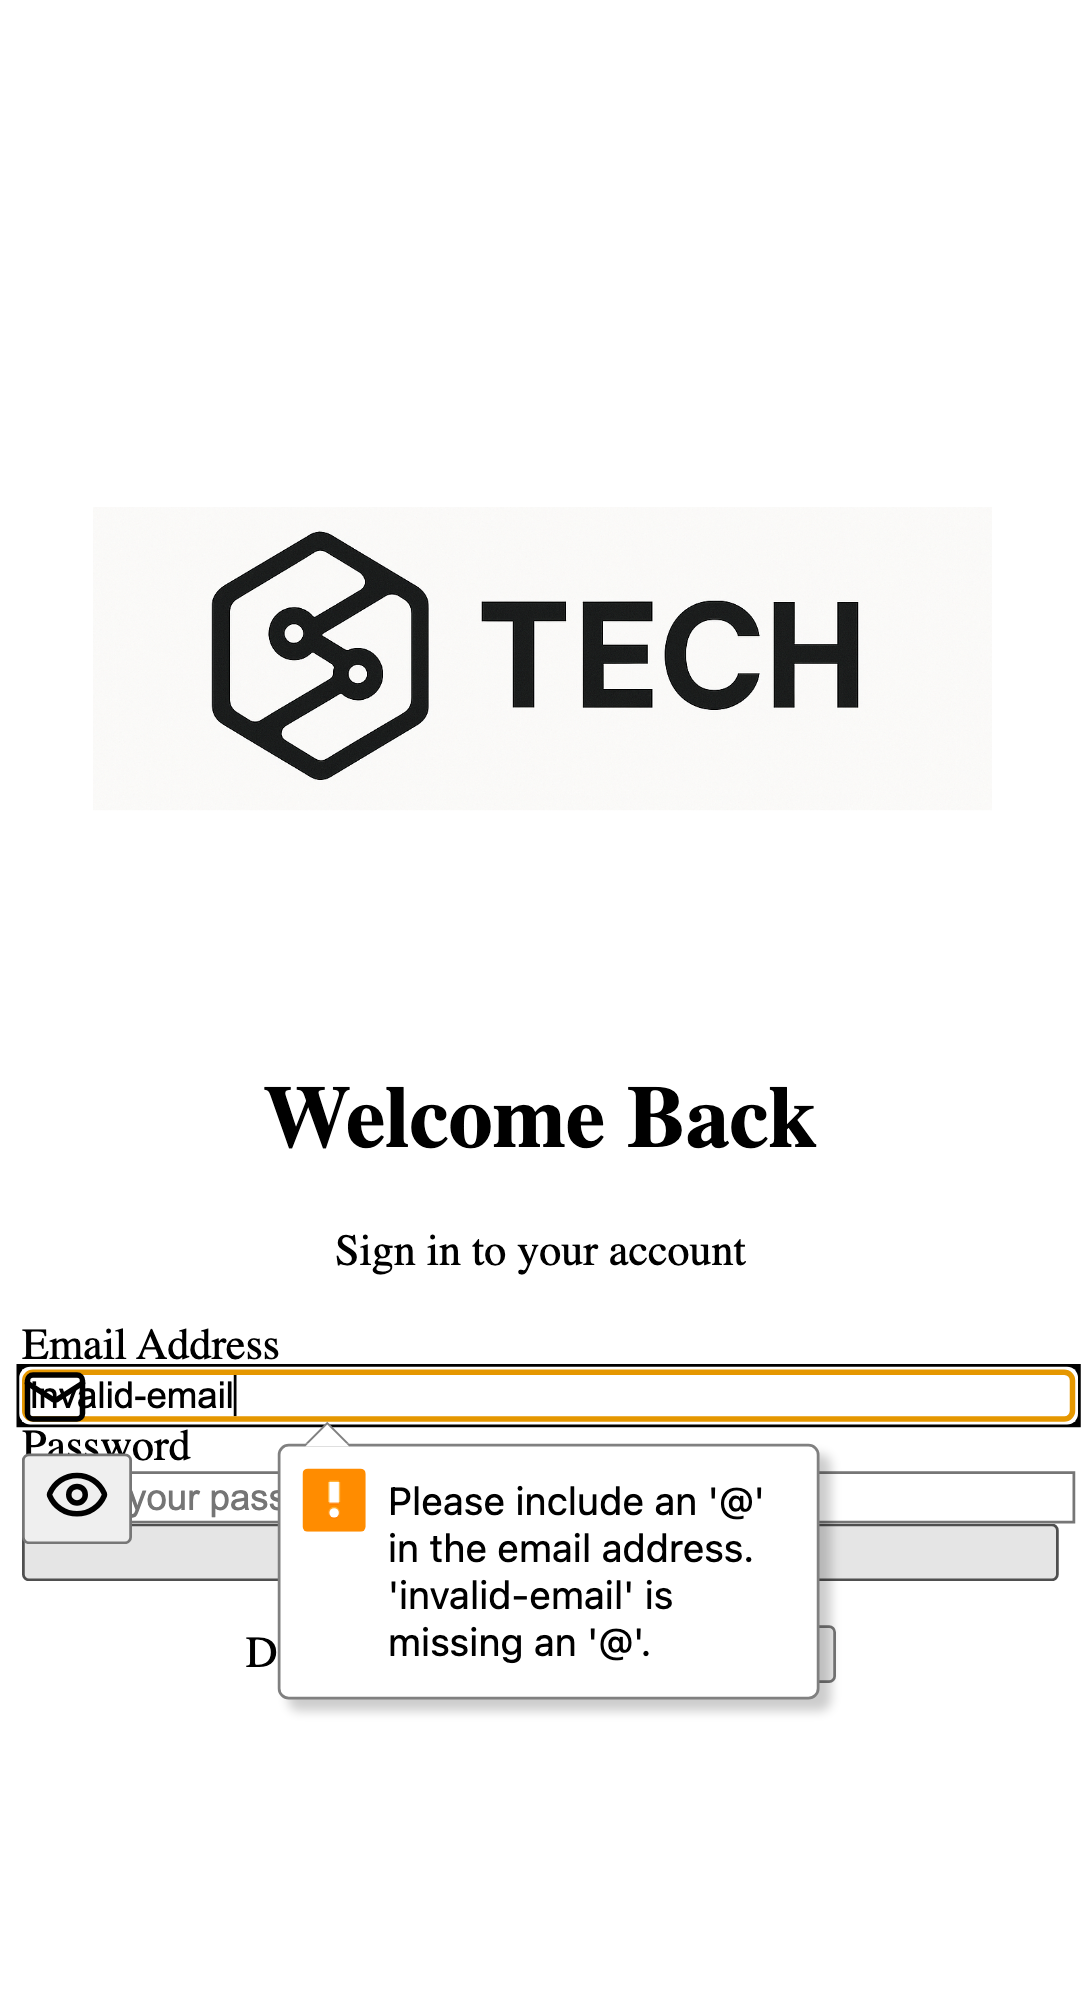 TECH
Welcome Back
Sign in to your account
Email Address
invalid-email
Password
your pass
Please include an '@'
in the email address.
'invalid-email' is
missing an '@'.
D